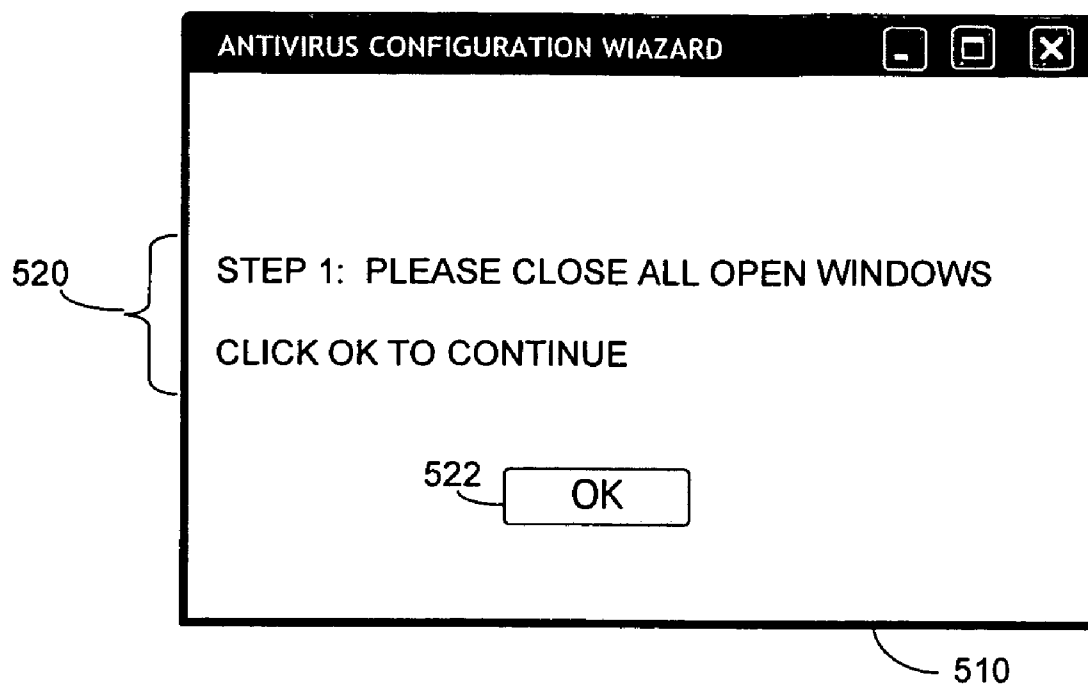 ANTIVIRUS CONFIGURATION WIAZARD
520
STEP 1: PLEASE CLOSE ALL OPEN WINDOWS
CLICK OK TO CONTINUE
522
OK
510